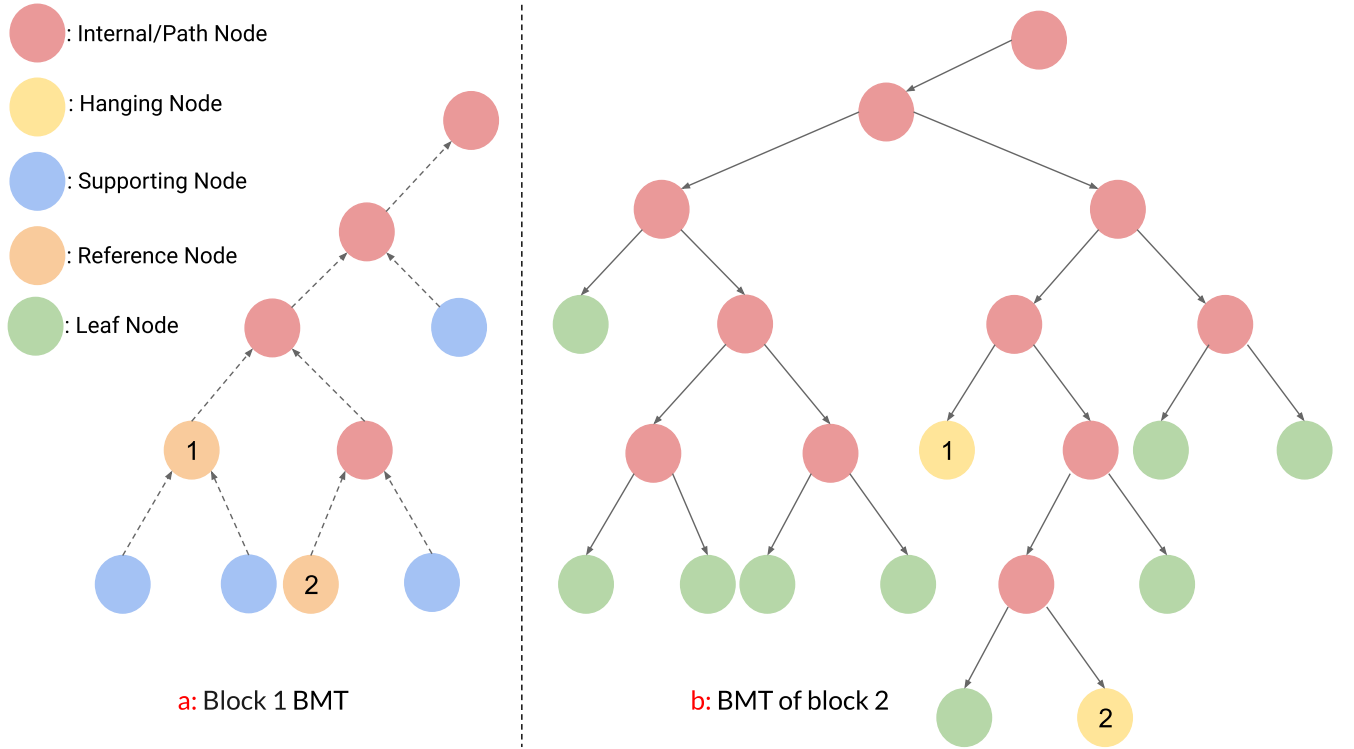 : Internal/Path Node
: Hanging Node
: Supporting Node
: Reference Node
: Leaf Node
1
2
a: Block 1 BMT
1
2
b: BMT of block 2